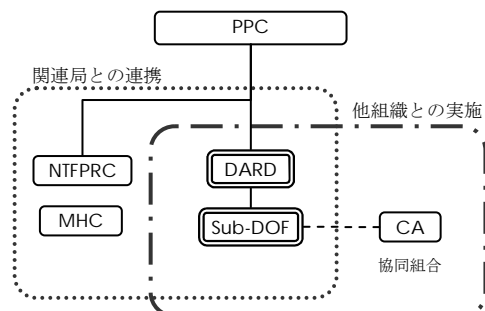 PPC
関連局との連携
他組織との実施
NTFPRC
DARD
MHC
Sub-DOF
CA
協同組合